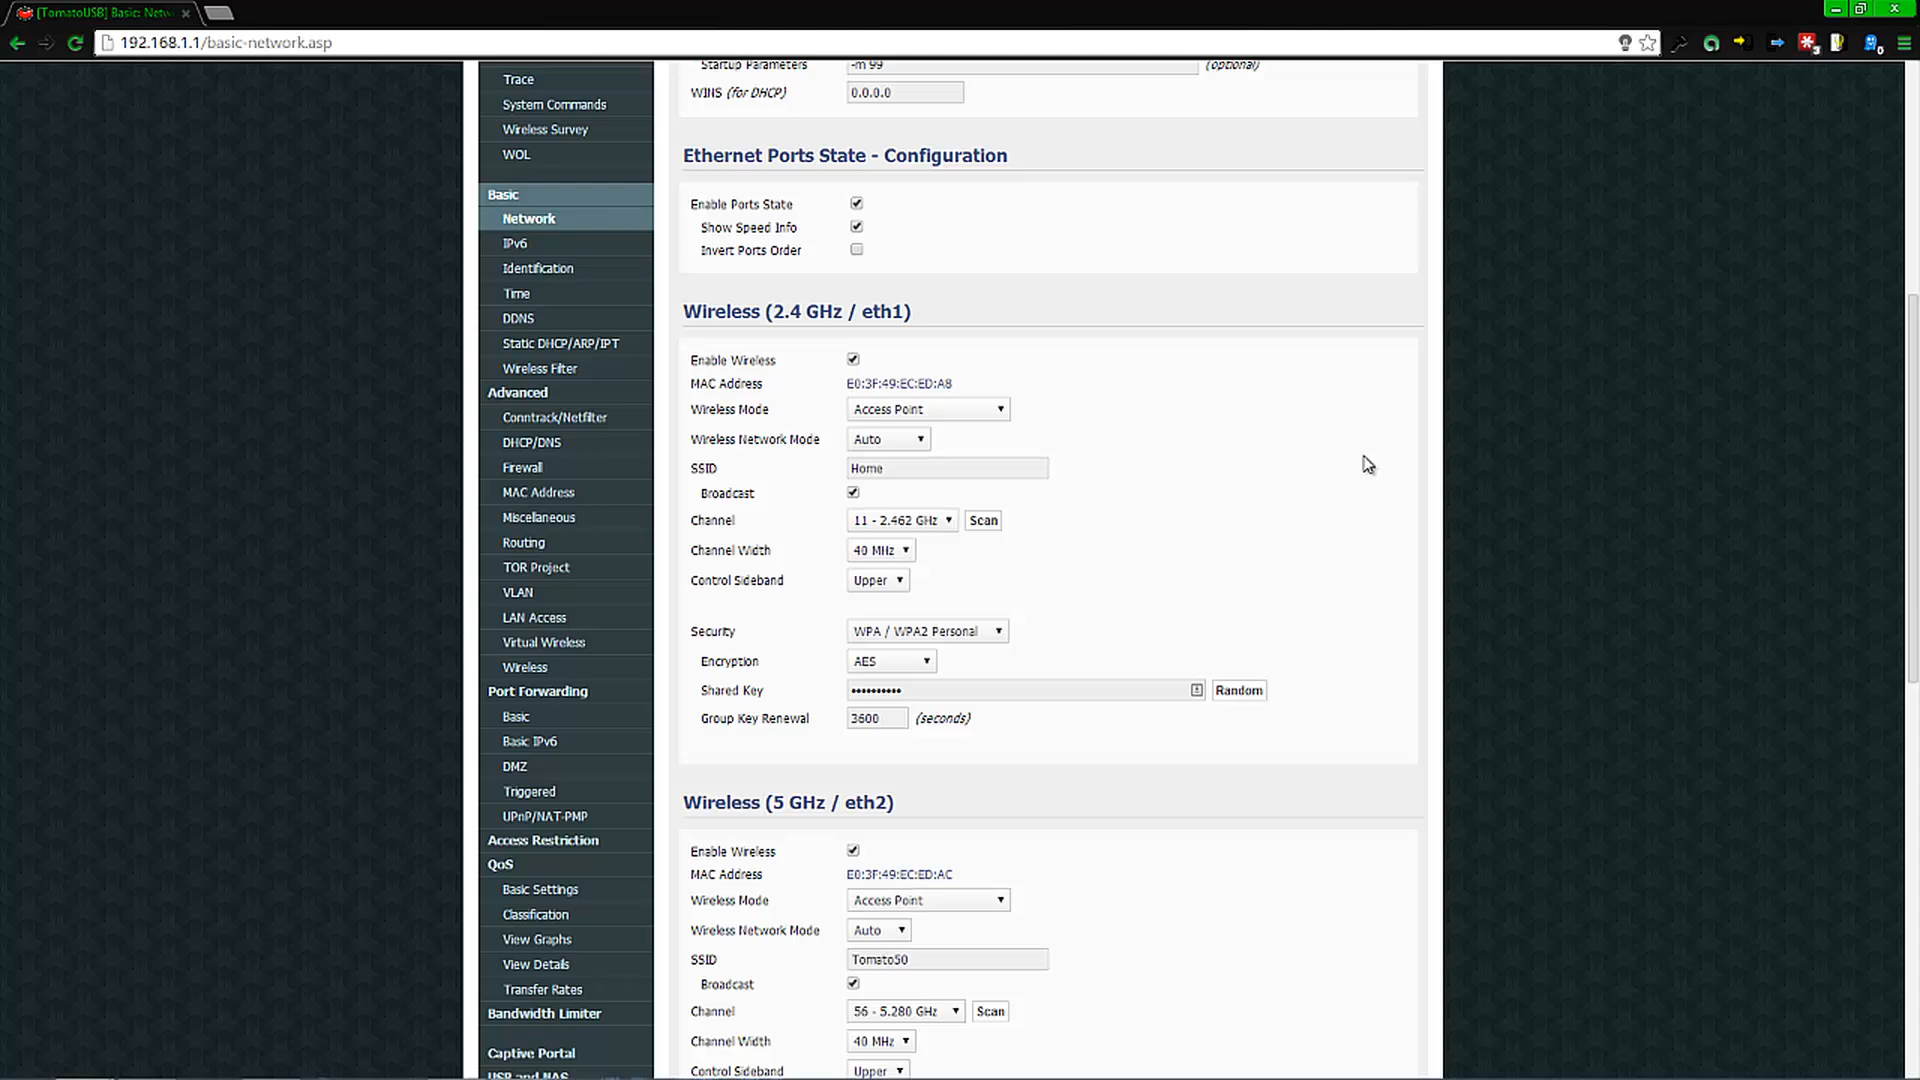 [TomatoUSB] Basic: Netw
192.168.1.1/basic-network.asp
Trace
System Commands
Wireless Survey
WOL
Basic
Network
IPv6
Identification
Time
DDNS
Static DHCP/ARP/IPT
Wireless Filter
Advanced
Conntrack/Netfilter
DHCP/DNS
Firewall
MAC Address
Miscellaneous
Routing
TOR Project
VLAN
LAN Access
Virtual Wireless
Wireless
Port Forwarding
Basic
Basic IPv6
DMZ
Triggered
UPnP/NAT-PMP
Access Restriction
QoS
Basic Settings
Classification
View Graphs
View Details
Transfer Rates
Bandwidth Limiter
Captive Portal
USB and NAS
Startup Parameters -m 99 (optional)
WINS (for DHCP) 0.0.0.0
Ethernet Ports State - Configuration
Enable Ports State
Show Speed Info
Invert Ports Order
Wireless (2.4 GHz / eth1)
Enable Wireless
MAC Address E0:3F:49:EC:ED:A8
Wireless Mode Access Point
Wireless Network Mode Auto
SSID Home
Broadcast
Channel 11 - 2.462 GHz Scan
Channel Width 40 MHz
Control Sideband Upper
Security WPA / WPA2 Personal
Encryption AES
Shared Key •••••••••• Random
Group Key Renewal 3600 (seconds)
Wireless (5 GHz / eth2)
Enable Wireless
MAC Address E0:3F:49:EC:ED:AC
Wireless Mode Access Point
Wireless Network Mode Auto
SSID Tomato50
Broadcast
Channel 56 - 5.280 GHz Scan
Channel Width 40 MHz
Control Sideband Upper